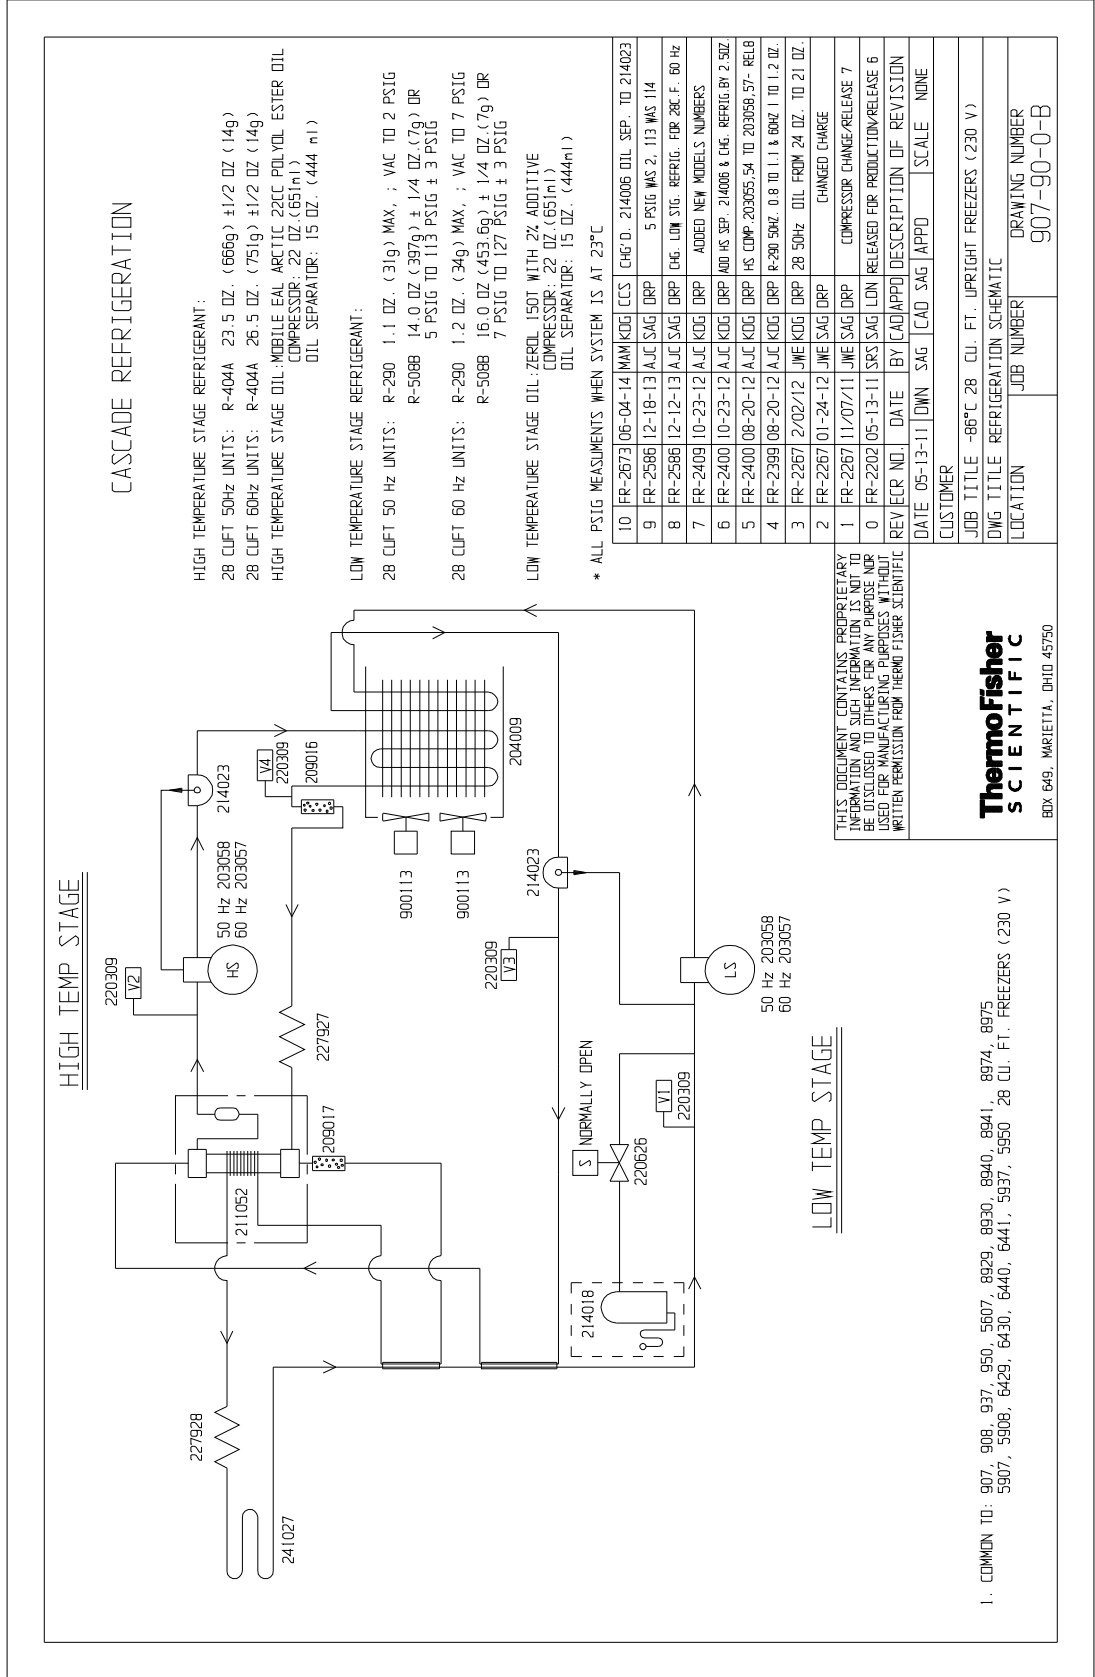 CASCADE REFRIGERATION
HIGH TEMPERATURE STAGE REFRIGERANT:
28 CUFT 50Hz UNITS: R-404A 23.5 OZ. (666g) ±1/2 OZ (14g)
28 CUFT 60Hz UNITS: R-404A 26.5 OZ. (751g) ±1/2 OZ (14g)
HIGH TEMPERATURE STAGE OIL:MOBILE EAL ARCTIC 22CC POLYOL ESTER OIL
COMPRESSOR: 22 OZ.(651ml)
OIL SEPARATOR: 15 OZ. (444 ml)
LOW TEMPERATURE STAGE REFRIGERANT:
28 CUFT 50 Hz UNITS: R-290 1.1 OZ. (31g) MAX, ; VAC TO 2 PSIG
R-508B 14.0 OZ (397g) ± 1/4 OZ.(7g) OR
5 PSIG TO 113 PSIG ± 3 PSIG
28 CUFT 60 Hz UNITS: R-290 1.2 OZ. (34g) MAX, ; VAC TO 7 PSIG
R-508B 16.0 OZ (453.6g) ± 1/4 OZ.(7g) OR
7 PSIG TO 127 PSIG ± 3 PSIG
LOW TEMPERATURE STAGE OIL:ZEROL 150T WITH 2% ADDITIVE
COMPRESSOR: 22 OZ.(651ml)
OIL SEPARATOR: 15 OZ. (444ml)
* ALL PSIG MEASUMENTS WHEN SYSTEM IS AT 23°C
HIGH TEMP STAGE
220309
V2
HS
50 Hz 203058
60 Hz 203057
214023
V4
220309
209016
204009
900113
900113
227927
209017
211052
227928
241027
214023
220309
V3
S NORMALLY OPEN
220626
V1
220309
214018
LS
50 Hz 203058
60 Hz 203057
LOW TEMP STAGE
1. COMMON TO: 907, 908, 937, 950, 5607, 8929, 8930, 8940, 8941, 8974, 8975
5907, 5908, 6429, 6430, 6440, 6441, 5937, 5950 28 CU. FT. FREEZERS (230 V)
10 FR-2673 06-04-14 MAM KDG CCS CHG'D. 214006 OIL SEP. TO 214023
9 FR-2586 12-18-13 AJC SAG DRP 5 PSIG WAS 2, 113 WAS 114
8 FR-2586 12-12-13 AJC SAG DRP CHG. LOW STG. REFRIG. FOR 28C.F. 60 Hz
7 FR-2409 10-23-12 AJC KDG DRP ADDED NEW MODELS NUMBERS
6 FR-2400 10-23-12 AJC KDG DRP ADD HS SEP. 214006 & CHG. REFRIG.BY 2.5OZ.
5 FR-2400 08-20-12 AJC KDG DRP HS COMP.203055,54 TO 203058,57- REL8
4 FR-2399 08-20-12 AJC KDG DRP R-290 50HZ. 0.8 TO 1.1 & 60HZ 1 TO 1.2 OZ.
3 FR-2267 2/02/12 JWE KDG DRP 28 50Hz OIL FROM 24 OZ. TO 21 OZ.
2 FR-2267 01-24-12 JWE SAG DRP CHANGED CHARGE
1 FR-2267 11/07/11 JWE SAG DRP COMPRESSOR CHANGE/RELEASE 7
0 FR-2202 05-13-11 SRS SAG LON RELEASED FOR PRODUCTION/RELEASE 6
REV ECR NO. DATE BY CAD APPD DESCRIPTION OF REVISION
DATE 05-13-11 DWN SAG CAD SAG APPD SCALE NONE
CUSTOMER
JOB TITLE -86°C 28 CU. FT. UPRIGHT FREEZERS (230 V)
DWG TITLE REFRIGERATION SCHEMATIC
LOCATION JOB NUMBER DRAWING NUMBER
907-90-0-B
THIS DOCUMENT CONTAINS PROPRIETARY
INFORMATION AND SUCH INFORMATION IS NOT TO
BE DISCLOSED TO OTHERS FOR ANY PURPOSE NOR
USED FOR MANUFACTURING PURPOSES WITHOUT
WRITTEN PERMISSION FROM THERMO FISHER SCIENTIFIC
ThermoFisher
SCIENTIFIC
BOX 649, MARIETTA, OHIO 45750